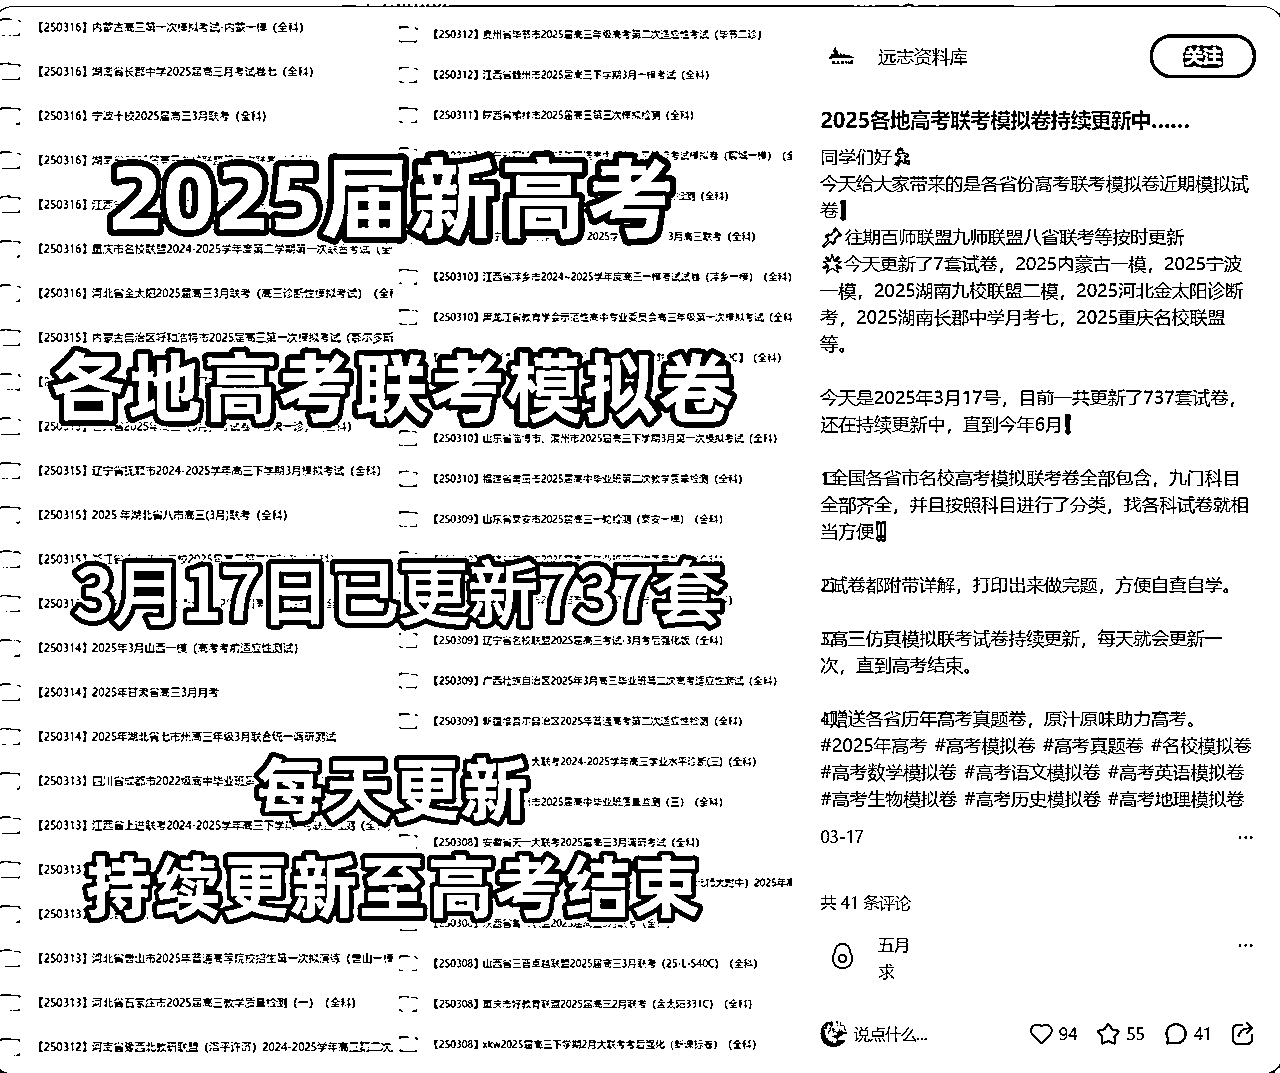 【250316】内蒙古高三第一次模拟考试-内蒙一模（全科）
【250316】湖南省长郡中学2025届高三月考试卷七（全科）
【250316】宁波十校2025届高三3月联考（全科）
2025届新高考
【250316】重庆市名校联盟2024-2025学年度第二学期第一次联合考试（全
【250316】河北省金太阳2025届高三3月联考（高三诊断性模拟考试）（全科
【250315】内蒙古自治区呼和浩特市2025届高三第一次模拟考试（鄂尔多斯
各地高考联考模拟卷
【250315】辽宁省抚顺市2024-2025学年高三下学期3月模拟考试（全科）
【250315】2025 年湖北省八市高三(3月)联考（全科）
3月17日已更新737套
【250314】2025年3月山西一模（高考考前适应性测试）
【250314】2025年甘肃省高三3月月考
【250314】2025年湖北省七市州高三年级3月联合统一调研测试
【250313】四川省成都市2022级高中毕业班
每天更新
【250313】江西省上进联考2024-2025学年高三下学期
持续更新至高考结束
【250313】河北省唐山市2025年普通高等院校招生第一次模拟演练（唐山一模
【250313】河北省石家庄市2025届高三教学质量检测（一）（全科）
【250312】河南省豫西北教研联盟（洛平许济）2024-2025学年高三第二次
【250312】贵州省毕节市2025届高三年级高考第二次适应性考试（毕节二诊）
【250312】江西省赣州市2025届高三下学期3月一模考试（全科）
【250311】陕西省榆林市2025届高三第三次模拟检测（全科）
考试模拟卷（聊城一模）（全
3月高三联考（全科）
【250310】江西省萍乡市2024~2025学年度高三一模考试试卷（萍乡一模）（全科）
【250310】黑龙江省教育学会示范性高中专业委员会高三年级第一次模拟考试（全科
【250310】山东省淄博市、滨州市2025届高三下学期3月第一次模拟考试（全科）
【250310】福建省莆田市2025届高中毕业班第二次教学质量检测（全科）
【250309】山东省泰安市2025届高三一轮检测（泰安一模）（全科）
【250309】辽宁省名校联盟2025届高三考试-3月考后强化版（全科）
【250309】广西壮族自治区2025年3月高三毕业班第二次高考适应性测试（全科）
【250309】新疆维吾尔自治区2025年普通高考第二次适应性检测（全科）
大联考2024-2025学年高三学业水平诊断(三)（全科）
市2025届高中毕业班质量监测（三）（全科）
【250308】安徽省天一大联考2025届高三3月调研考试（全科）
【250308】山西省三晋卓越联盟2025届高三3月联考（25-L-540C）（全科）
【250308】重庆市好教育联盟2025届高三2月联考（金太阳331C）（全科）
【250308】xkw2025届高三下学期2月大联考考后强化（新课标卷）（全科）
远志资料库
关注
2025各地高考联考模拟卷持续更新中……
同学们好
今天给大家带来的是各省份高考联考模拟卷近期模拟试
卷❗
往期百师联盟九师联盟八省联考等按时更新
今天更新了7套试卷，2025内蒙古一模，2025宁波
一模，2025湖南九校联盟二模，2025河北金太阳诊断
考，2025湖南长郡中学月考七，2025重庆名校联盟
等。
今天是2025年3月17号，目前一共更新了737套试卷，
还在持续更新中，直到今年6月❗
1⃣全国各省市名校高考模拟联考卷全部包含，九门科目
全部齐全，并且按照科目进行了分类，找各科试卷就相
当方便‼
2⃣试卷都附带详解，打印出来做完题，方便自查自学。
3⃣高三仿真模拟联考试卷持续更新，每天就会更新一
次，直到高考结束。
4⃣赠送各省历年高考真题卷，原汁原味助力高考。
#2025年高考 #高考模拟卷 #高考真题卷 #名校模拟卷
#高考数学模拟卷 #高考语文模拟卷 #高考英语模拟卷
#高考生物模拟卷 #高考历史模拟卷 #高考地理模拟卷
03-17
共 41 条评论
五月
求
说点什么...
94
55
41